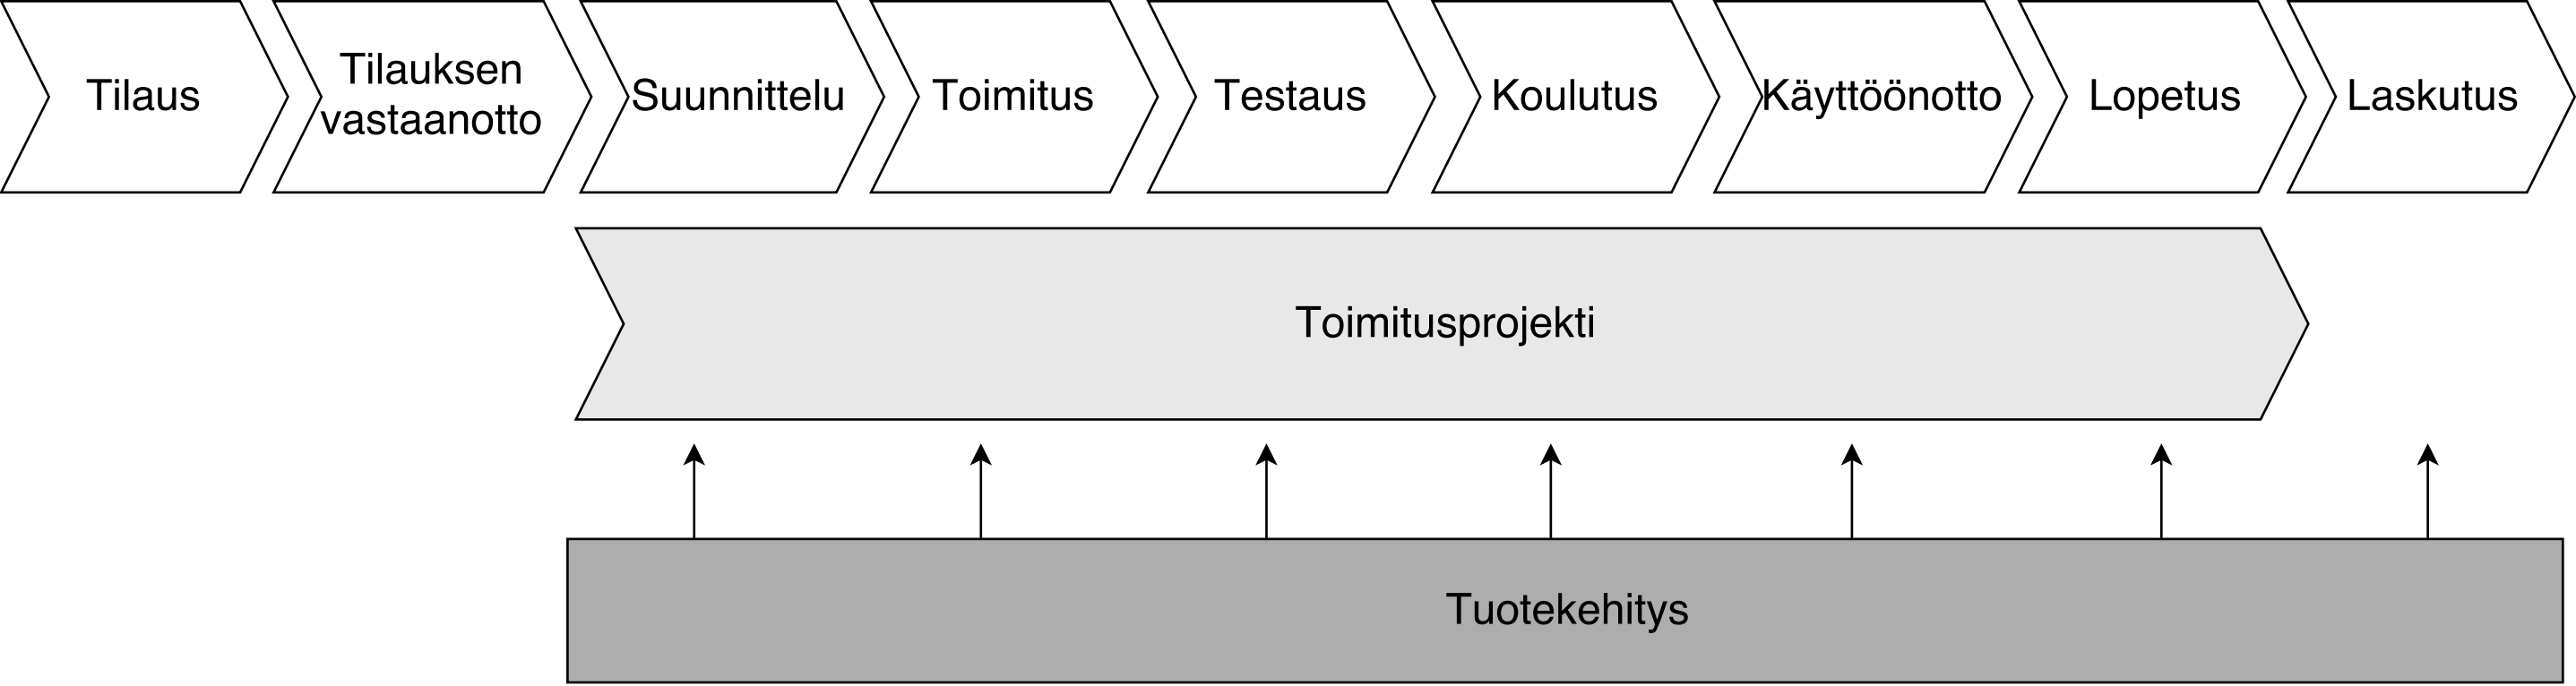 Tilaus
Tilauksen
vastaanotto
Suunnittelu
Toimitus
Testaus
Koulutus
Käyttöönotto
Lopetus
Laskutus
Toimitusprojekti
Tuotekehitys